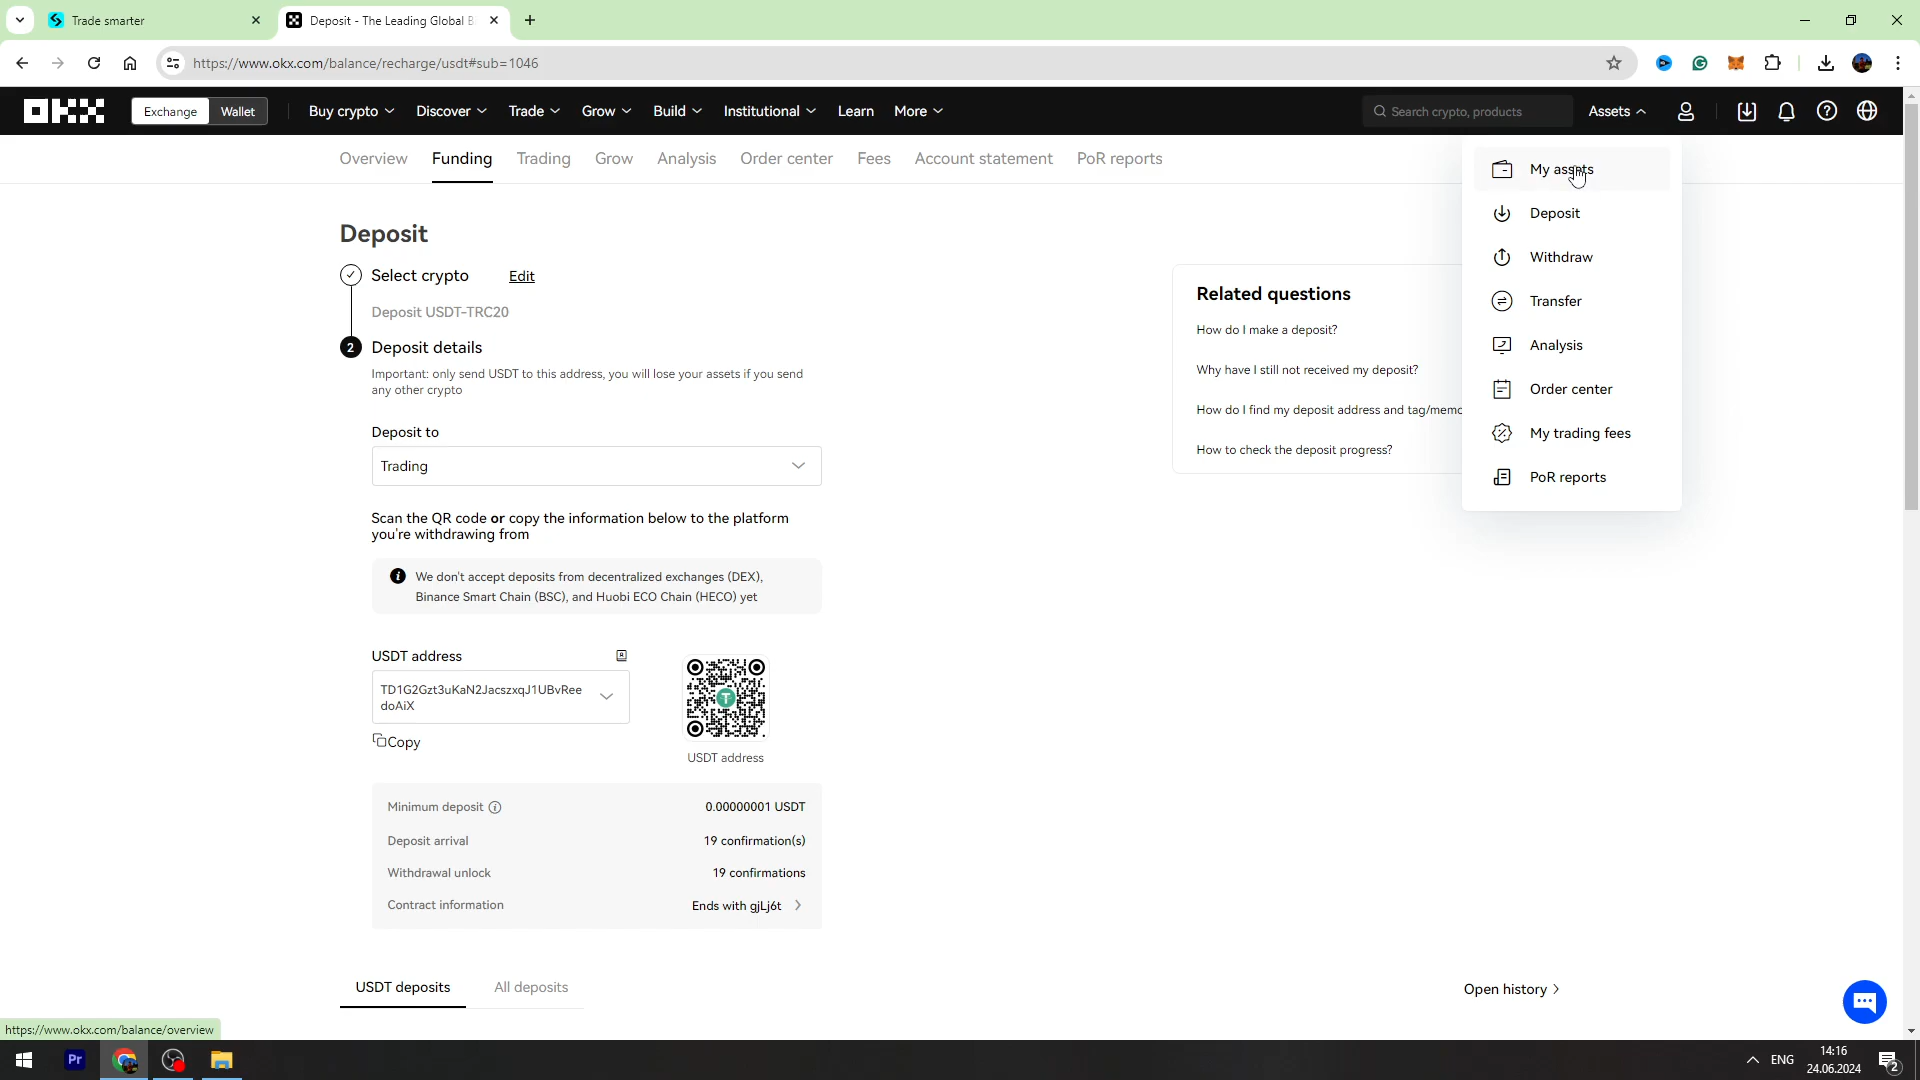 Trade smarter
Deposit - The Leading Global B
https://www.okx.com/balance/recharge/usdt#sub=1046
OKX
Exchange
Wallet
Buy crypto
Discover
Trade
Grow
Build
Institutional
Learn
More
Search crypto, products
Assets
Overview
Funding
Trading
Grow
Analysis
Order center
Fees
Account statement
PoR reports
My assets
Deposit
Withdraw
Transfer
Analysis
Order center
My trading fees
PoR reports
Deposit
Select crypto
Edit
Deposit USDT-TRC20
2
Deposit details
Important: only send USDT to this address, you will lose your assets if you send
any other crypto
Deposit to
Trading
Scan the QR code or copy the information below to the platform
you're withdrawing from
We don't accept deposits from decentralized exchanges (DEX),
Binance Smart Chain (BSC), and Huobi ECO Chain (HECO) yet
USDT address
TD1G2Gzt3uKaN2JacszxqJ1UBvRee
doAiX
Copy
USDT address
Minimum deposit
0.00000001 USDT
Deposit arrival
19 confirmation(s)
Withdrawal unlock
19 confirmations
Contract information
Ends with gjLj6t
Related questions
How do I make a deposit?
Why have I still not received my deposit?
How do I find my deposit address and tag/memo
How to check the deposit progress?
USDT deposits
All deposits
Open history
https://www.okx.com/balance/overview
Pr
ENG
14:16
24.06.2024
2